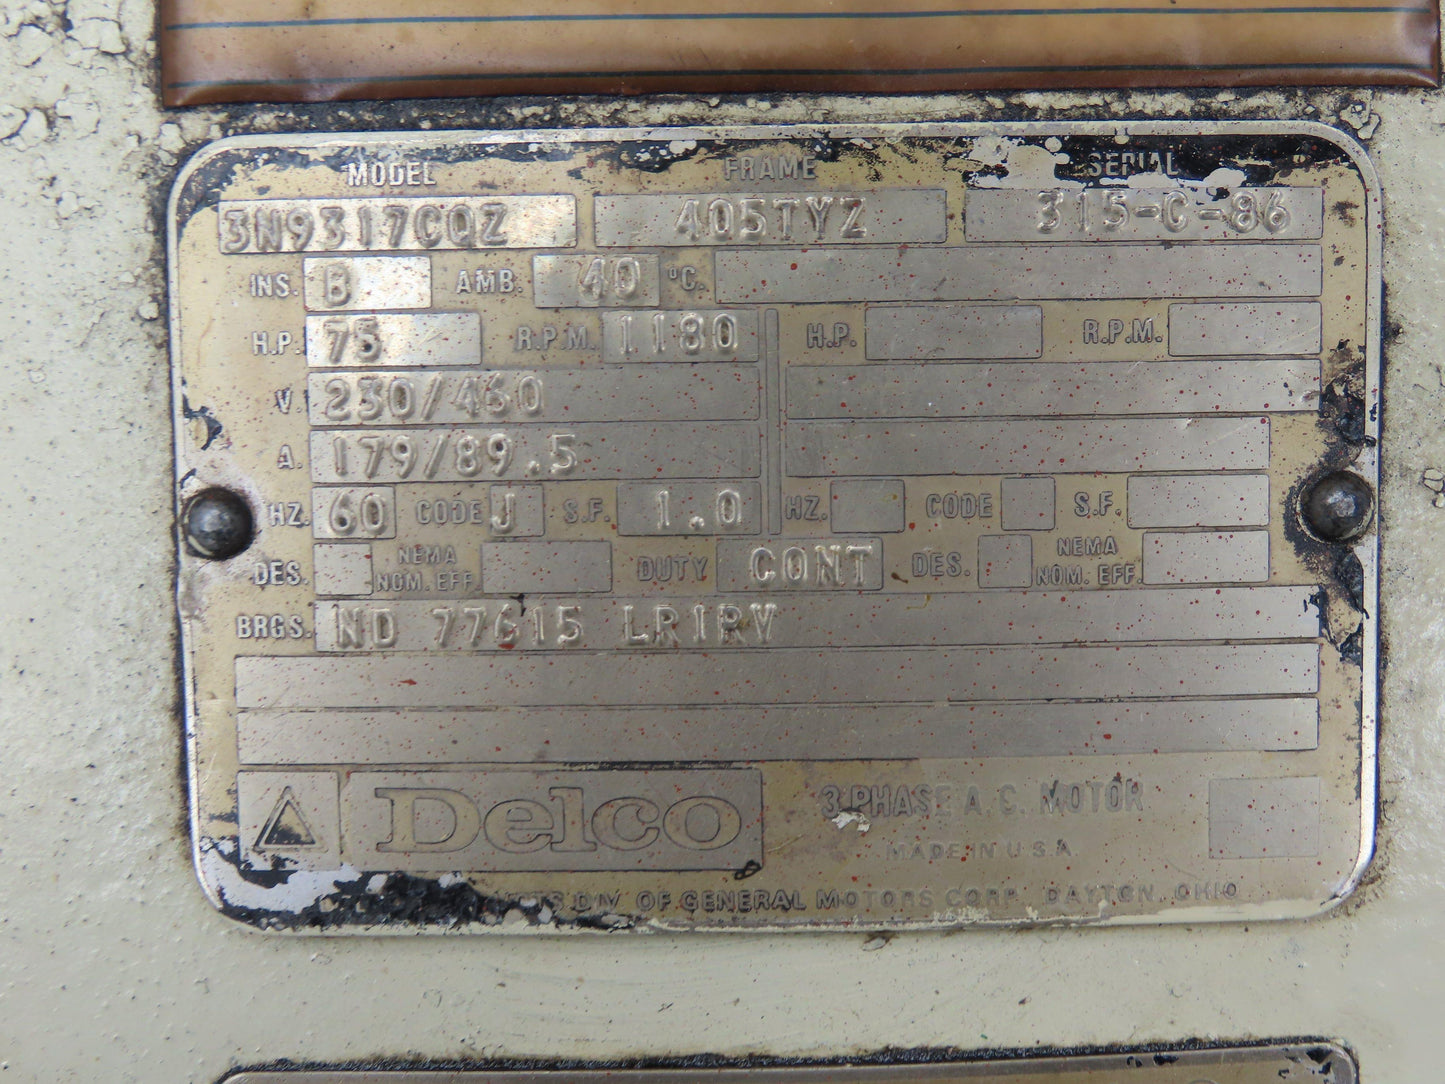 MODEL FRAME SERIAL
3N9317CQZ 405TYZ 315-C-86
INS. B AMB. 40 °C.
H.P. 75 R.P.M. 1180 H.P. R.P.M.
V. 230/460
A. 179/89.5
HZ. 60 CODE J S.F. 1.0 HZ. CODE S.F.
DES. NEMA NOM. EFF. DUTY CONT DES. NEMA NOM. EFF.
BRGS. ND 77615 LR1RV
Delco 3 PHASE A.C. MOTOR
MADE IN U.S.A.
DIV OF GENERAL MOTORS CORP. DAYTON, OHIO